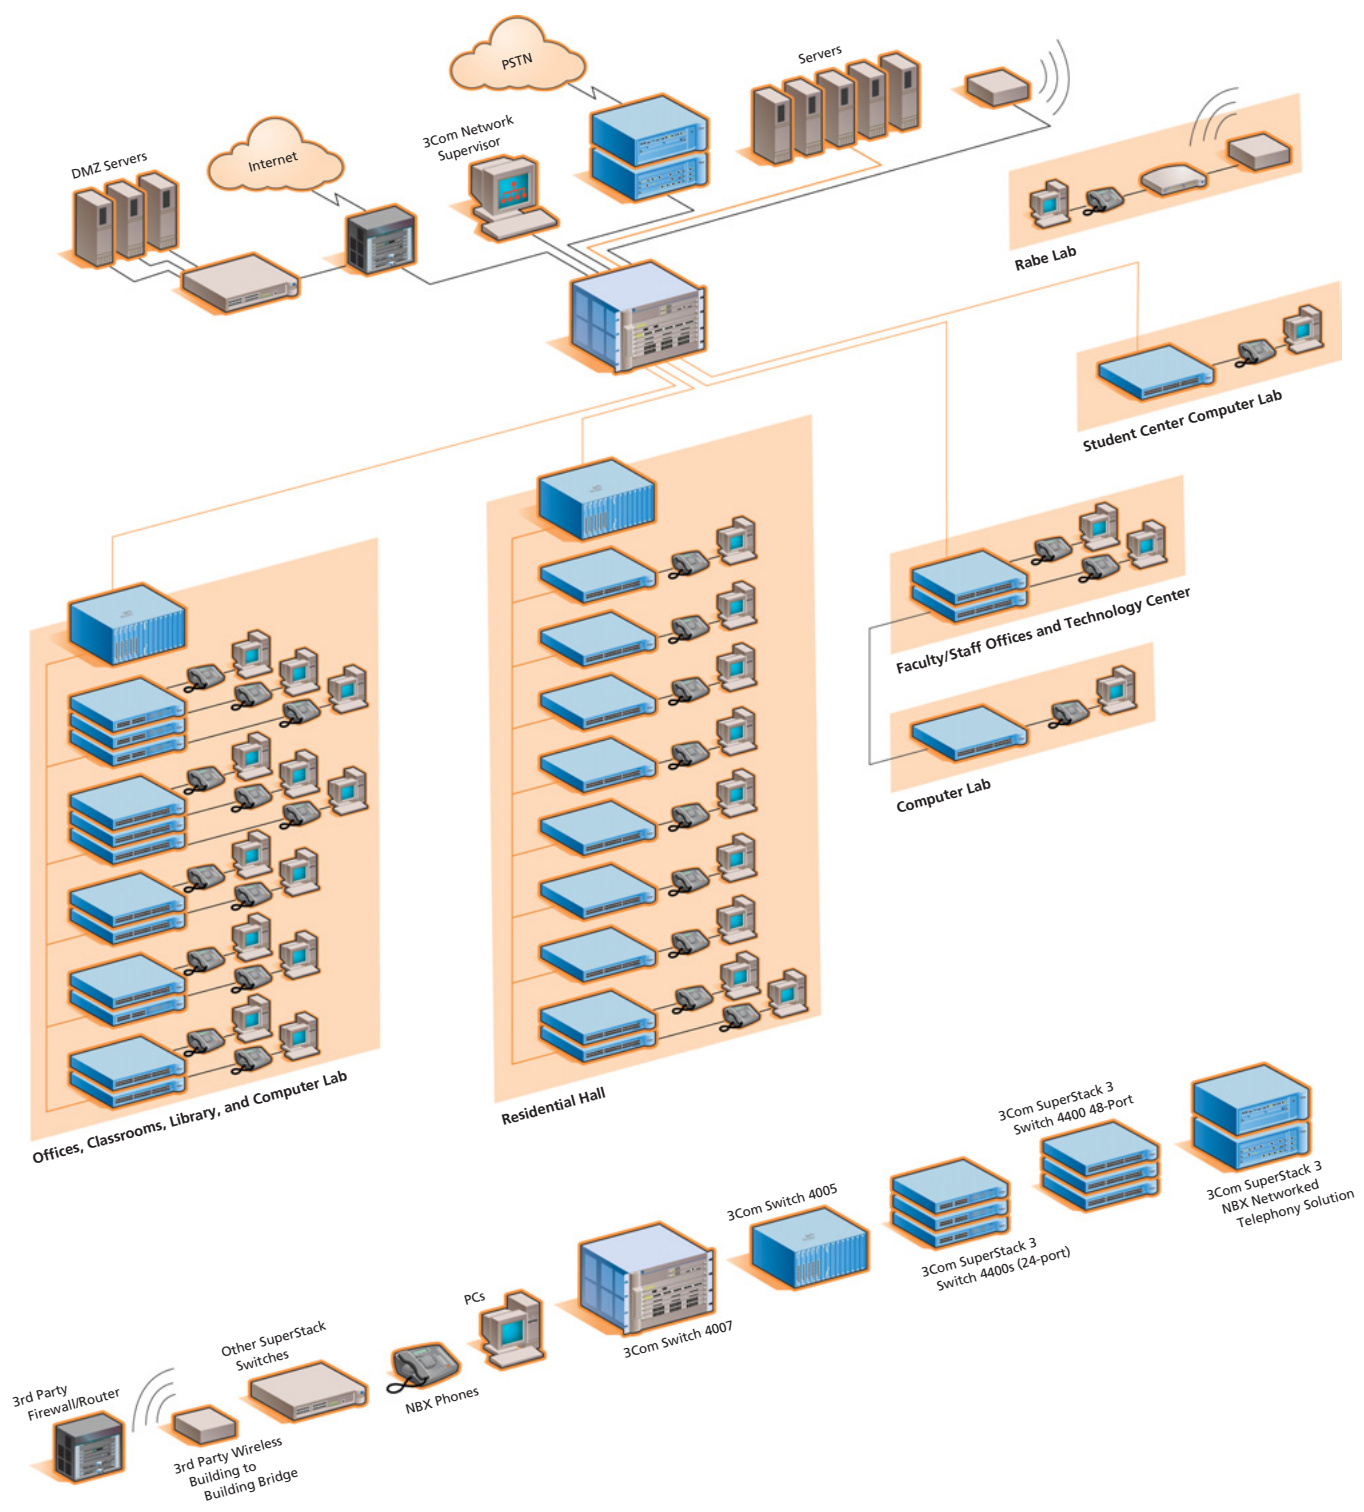 PSTN
Servers
3Com Network
Supervisor
DMZ Servers
Internet
Rabe Lab
Student Center Computer Lab
Faculty/Staff Offices and Technology Center
Computer Lab
Offices, Classrooms, Library, and Computer Lab
Residential Hall
3Com SuperStack 3
Switch 4400 48-Port
3Com SuperStack 3
NBX Networked
Telephony Solution
3Com Switch 4005
3Com SuperStack 3
Switch 4400s (24-port)
PCs
3Com Switch 4007
Other SuperStack
Switches
NBX Phones
3rd Party
Firewall/Router
3rd Party Wireless
Building to
Building Bridge